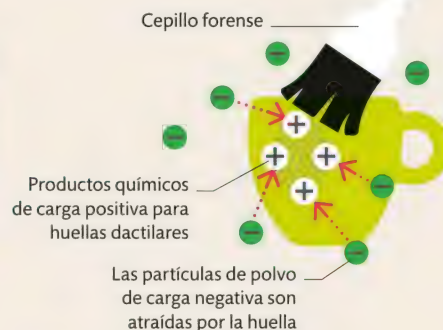 Cepillo forense
Productos químicos
de carga positiva para
huellas dactilares
Las partículas de polvo
de carga negativa son
atraídas por la huella